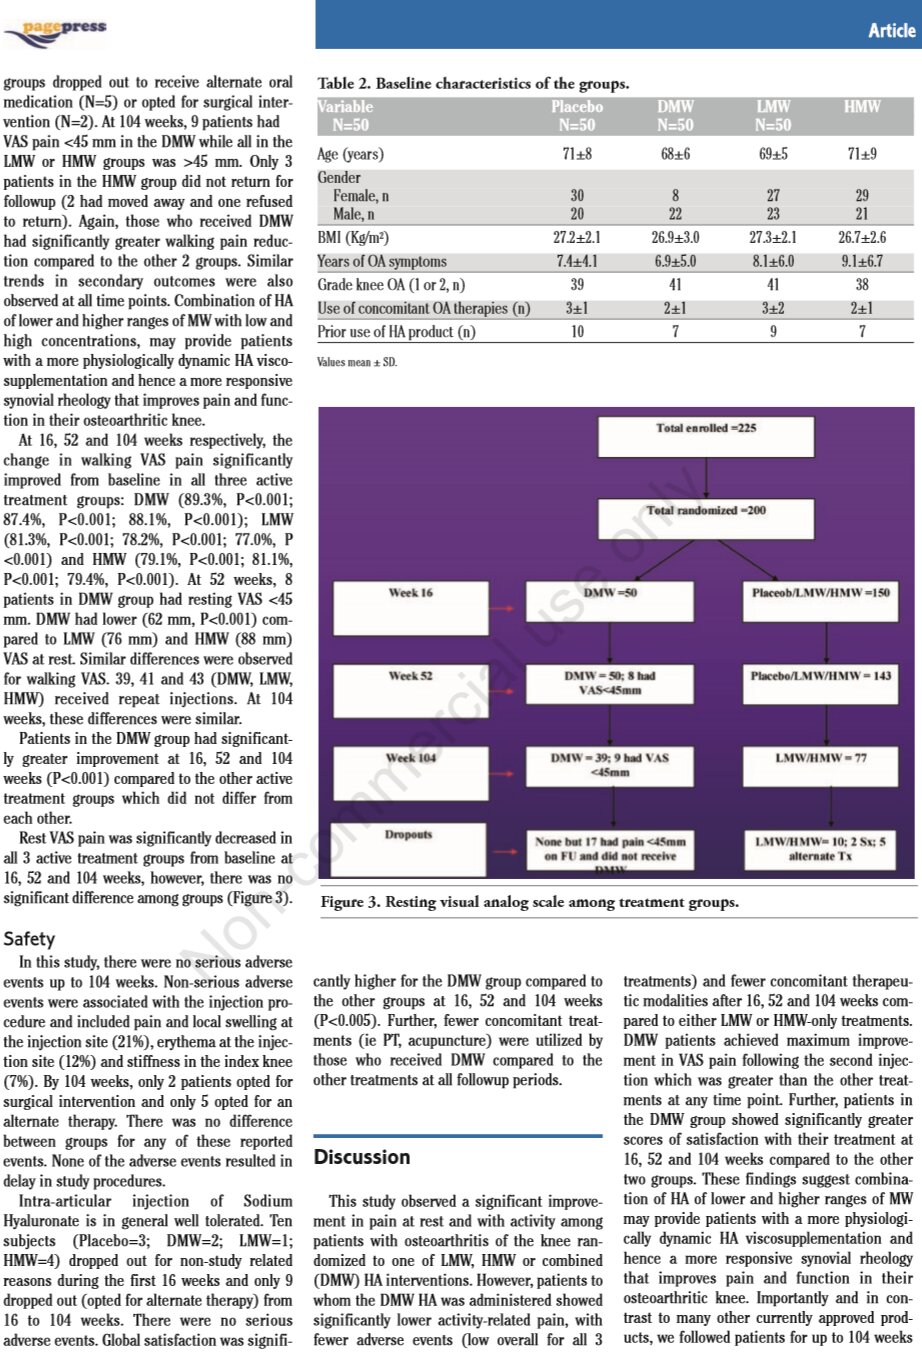 pagepress
Article
groups dropped out to receive alternate oral
medication (N=5) or opted for surgical inter-
vention (N=2). At 104 weeks, 9 patients had
VAS pain <45 mm in the DMW while all in the
LMW or HMW groups was >45 mm. Only 3
patients in the HMW group did not return for
followup (2 had moved away and one refused
to return). Again, those who received DMW
had significantly greater walking pain reduc-
tion compared to the other 2 groups. Similar
trends in secondary outcomes were also
observed at all time points. Combination of HA
of lower and higher ranges of MW with low and
high concentrations, may provide patients
with a more physiologically dynamic HA visco-
supplementation and hence a more responsive
synovial rheology that improves pain and func-
tion in their osteoarthritic knee.
At 16, 52 and 104 weeks respectively, the
change in walking VAS pain significantly
improved from baseline in all three active
treatment groups: DMW (89.3%, P<0.001;
87.4%, P<0.001; 88.1%, P<0.001); LMW
(81.3%, P<0.001; 78.2%, P<0.001; 77.0%, P
<0.001) and HMW (79.1%, P<0.001; 81.1%,
P<0.001; 79.4%, P<0.001). At 52 weeks, 8
patients in DMW group had resting VAS <45
mm. DMW had lower (62 mm, P<0.001) com-
pared to LMW (76 mm) and HMW (88 mm)
VAS at rest. Similar differences were observed
for walking VAS. 39, 41 and 43 (DMW, LMW,
HMW) received repeat injections. At 104
weeks, these differences were similar.
Patients in the DMW group had significant-
ly greater improvement at 16, 52 and 104
weeks (P<0.001) compared to the other active
treatment groups which did not differ from
each other.
Rest VAS pain was significantly decreased in
all 3 active treatment groups from baseline at
16, 52 and 104 weeks, however, there was no
significant difference among groups (Figure 3).
Safety
In this study, there were no serious adverse
events up to 104 weeks. Non-serious adverse
events were associated with the injection pro-
cedure and included pain and local swelling at
the injection site (21%), erythema at the injec-
tion site (12%) and stiffness in the index knee
(7%). By 104 weeks, only 2 patients opted for
surgical intervention and only 5 opted for an
alternate therapy. There was no difference
between groups for any of these reported
events. None of the adverse events resulted in
delay in study procedures.
Intra-articular injection of Sodium
Hyaluronate is in general well tolerated. Ten
subjects (Placebo=3; DMW=2; LMW=1;
HMW=4) dropped out for non-study related
reasons during the first 16 weeks and only 9
dropped out (opted for alternate therapy) from
16 to 104 weeks. There were no serious
adverse events. Global satisfaction was signifi-
Table 2. Baseline characteristics of the groups.
Variable Placebo DMW LMW HMW
N=50 N=50 N=50 N=50
Age (years) 71±8 68±6 69±5 71±9
Gender
Female, n 30 8 27 29
Male, n 20 22 23 21
BMI (Kg/m²) 27.2±2.1 26.9±3.0 27.3±2.1 26.7±2.6
Years of OA symptoms 7.4±4.1 6.9±5.0 8.1±6.0 9.1±6.7
Grade knee OA (1 or 2, n) 39 41 41 38
Use of concomitant OA therapies (n) 3±1 2±1 3±2 2±1
Prior use of HA product (n) 10 7 9 7
Values mean ± SD.
Total enrolled =225
Total randomized =200
Week 16
DMW =50
Placeob/LMW/HMW =150
Week 52
DMW = 50; 8 had
VAS<45mm
Placebo/LMW/HMW = 143
Week 104
DMW = 39; 9 had VAS
<45mm
LMW/HMW = 77
Dropouts
None but 17 had pain <45mm
on FU and did not receive
DMW
LMW/HMW= 10; 2 Sx; 5
alternate Tx
Figure 3. Resting visual analog scale among treatment groups.
cantly higher for the DMW group compared to
the other groups at 16, 52 and 104 weeks
(P<0.005). Further, fewer concomitant treat-
ments (ie PT, acupuncture) were utilized by
those who received DMW compared to the
other treatments at all followup periods.
Discussion
This study observed a significant improve-
ment in pain at rest and with activity among
patients with osteoarthritis of the knee ran-
domized to one of LMW, HMW or combined
(DMW) HA interventions. However, patients to
whom the DMW HA was administered showed
significantly lower activity-related pain, with
fewer adverse events (low overall for all 3
treatments) and fewer concomitant therapeu-
tic modalities after 16, 52 and 104 weeks com-
pared to either LMW or HMW-only treatments.
DMW patients achieved maximum improve-
ment in VAS pain following the second injec-
tion which was greater than the other treat-
ments at any time point. Further, patients in
the DMW group showed significantly greater
scores of satisfaction with their treatment at
16, 52 and 104 weeks compared to the other
two groups. These findings suggest combina-
tion of HA of lower and higher ranges of MW
may provide patients with a more physiologi-
cally dynamic HA viscosupplementation and
hence a more responsive synovial rheology
that improves pain and function in their
osteoarthritic knee. Importantly and in con-
trast to many other currently approved prod-
ucts, we followed patients for up to 104 weeks
Non-commercial use only